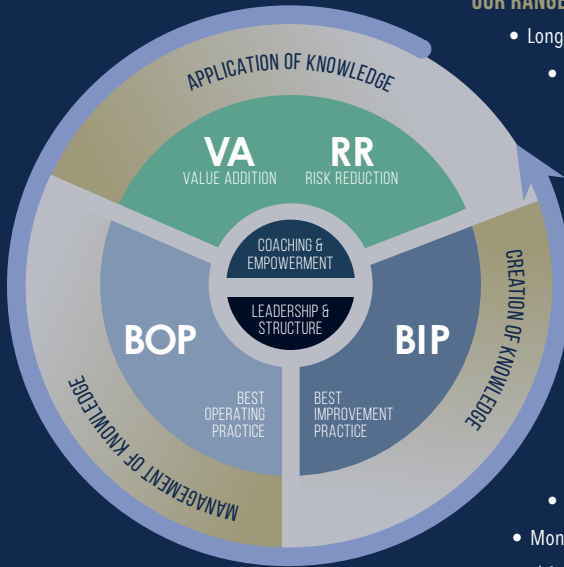 OUR RANGE
• Long
•
APPLICATION OF KNOWLEDGE
VA
VALUE ADDITION
RR
RISK REDUCTION
COACHING &
EMPOWERMENT
LEADERSHIP &
STRUCTURE
BOP
BEST
OPERATING
PRACTICE
BIP
BEST
IMPROVEMENT
PRACTICE
CREATION OF KNOWLEDGE
MANAGEMENT OF KNOWLEDGE
•
• Mon